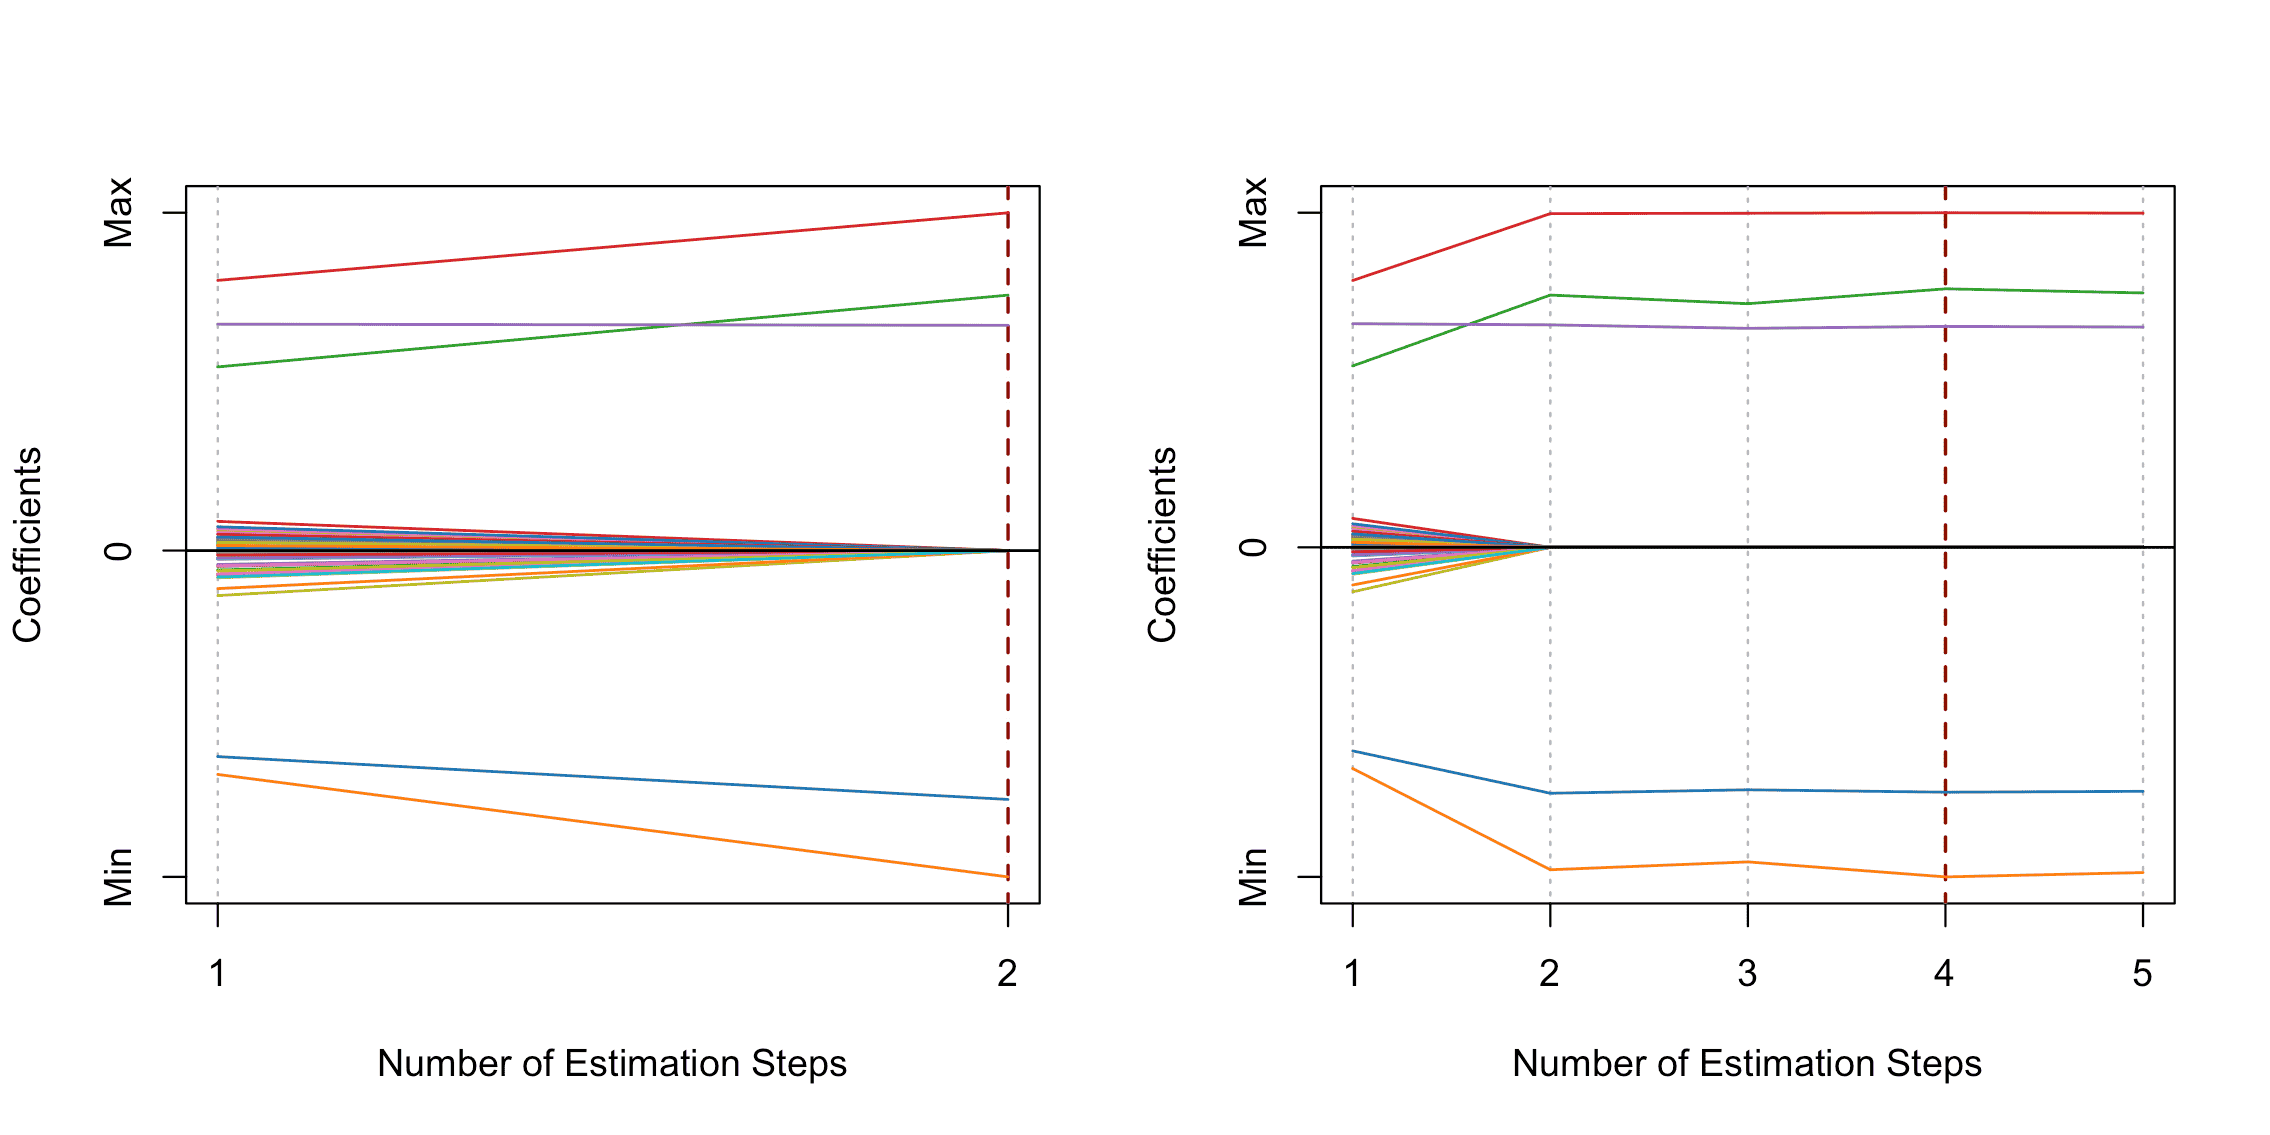 Coefficients
Max
0
Min
1 2
Number of Estimation Steps
Coefficients
Max
0
Min
1 2 3 4 5
Number of Estimation Steps